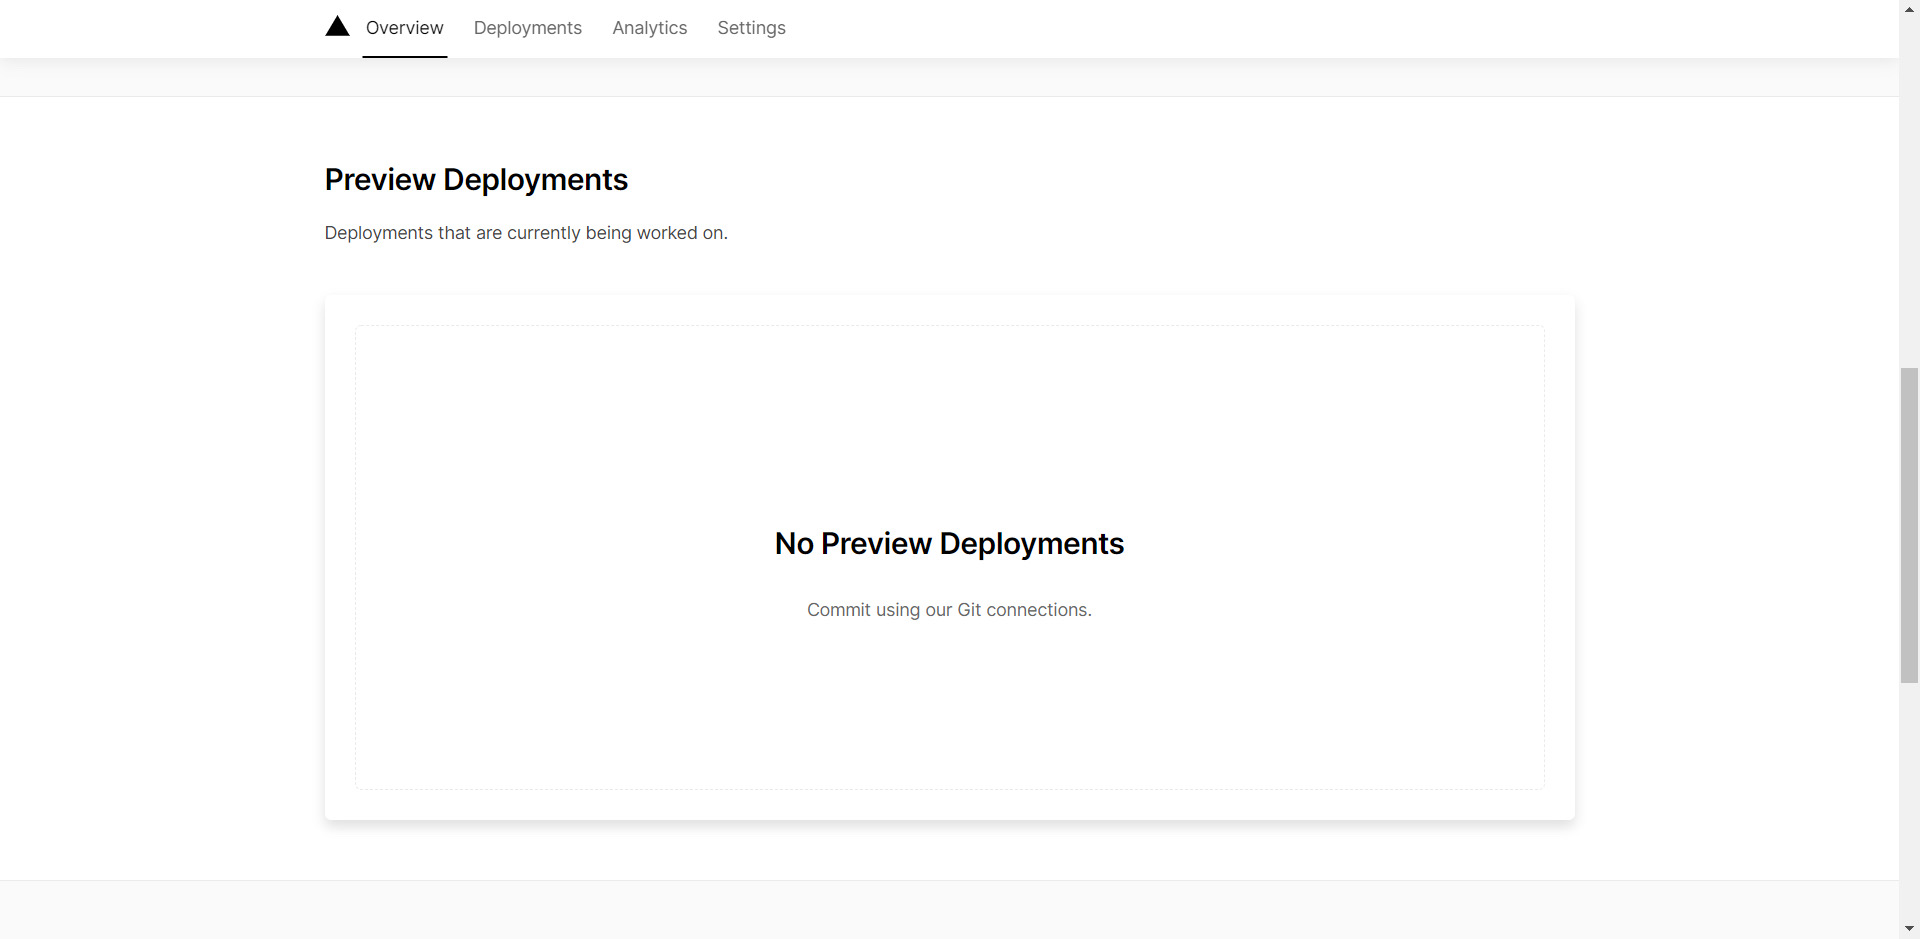 Overview Deployments Analytics Settings
Preview Deployments
Deployments that are currently being worked on.
No Preview Deployments
Commit using our Git connections.